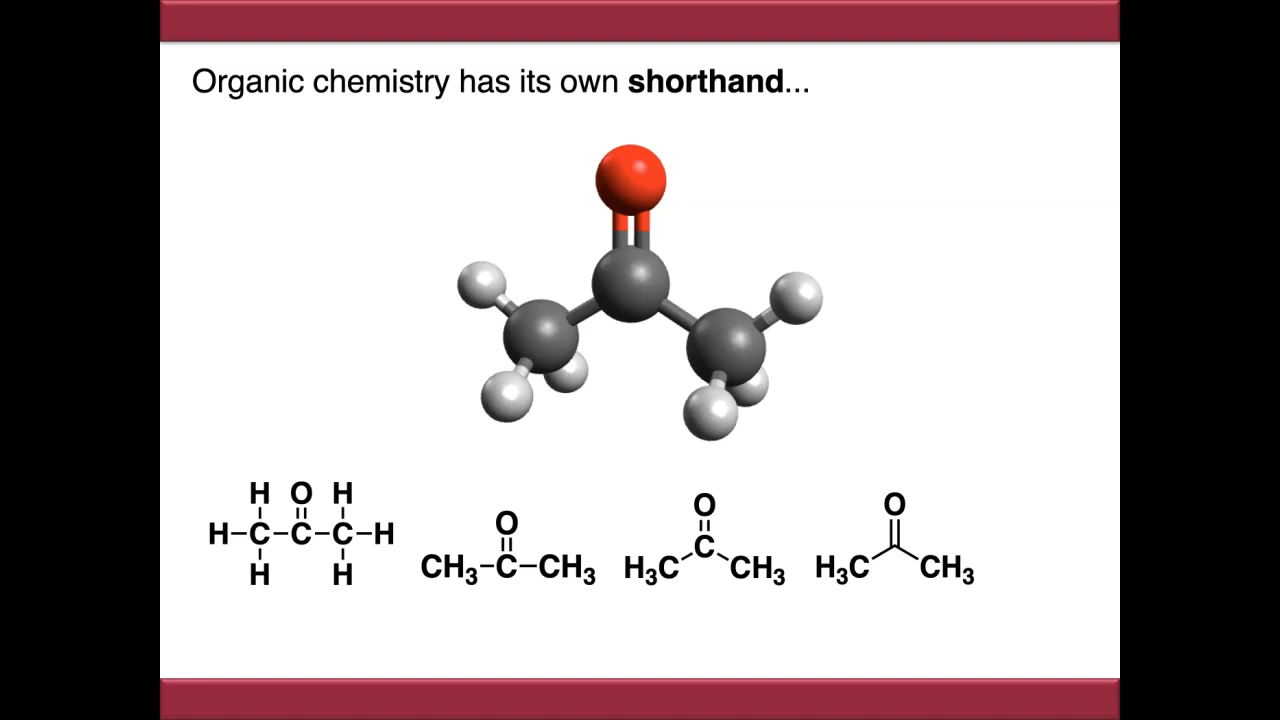 Organic chemistry has its own shorthand...
H O H
H–C–C–C–H
H H
O
CH₃–C–CH₃
O
C
H₃C CH₃
O
H₃C CH₃